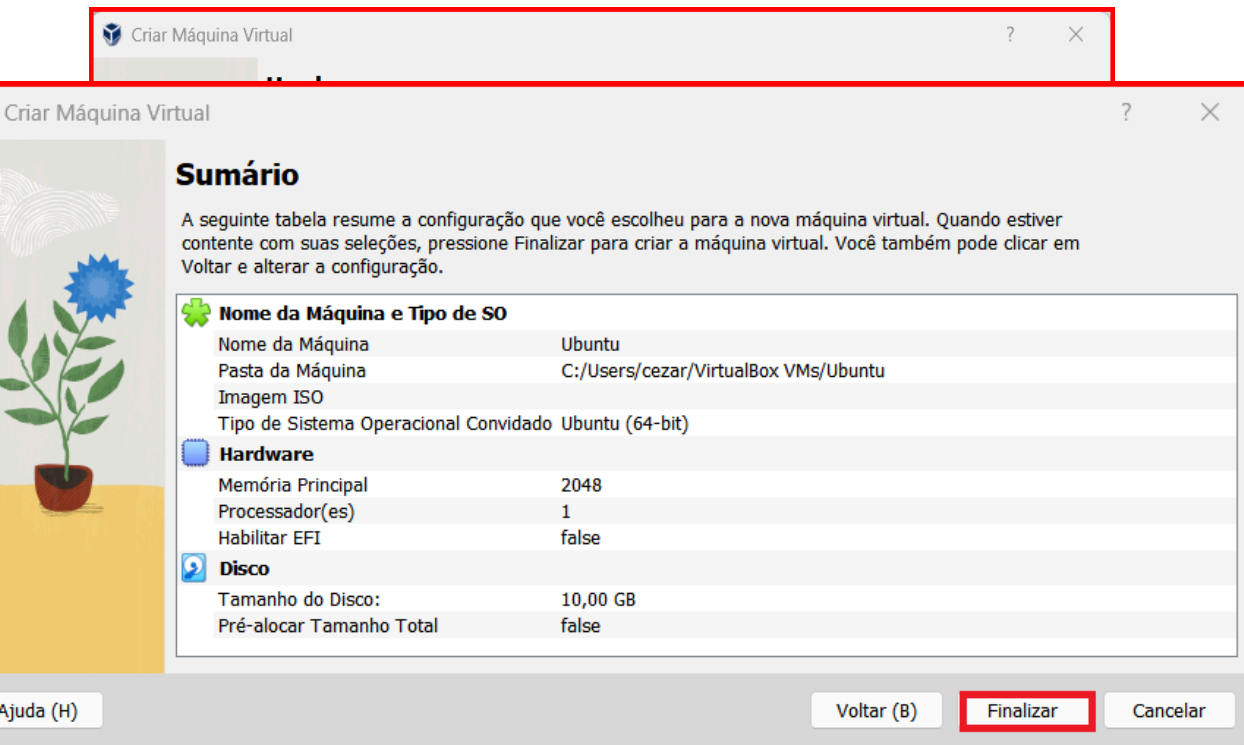 Criar Máquina Virtual
?
Criar Máquina Virtual
?
Sumário
A seguinte tabela resume a configuração que você escolheu para a nova máquina virtual. Quando estiver
contente com suas seleções, pressione Finalizar para criar a máquina virtual. Você também pode clicar em
Voltar e alterar a configuração.
Nome da Máquina e Tipo de SO
Nome da Máquina Ubuntu
Pasta da Máquina C:/Users/cezar/VirtualBox VMs/Ubuntu
Imagem ISO
Tipo de Sistema Operacional Convidado Ubuntu (64-bit)
Hardware
Memória Principal 2048
Processador(es) 1
Habilitar EFI false
Disco
Tamanho do Disco: 10,00 GB
Pré-alocar Tamanho Total false
Ajuda (H) Voltar (B) Finalizar Cancelar